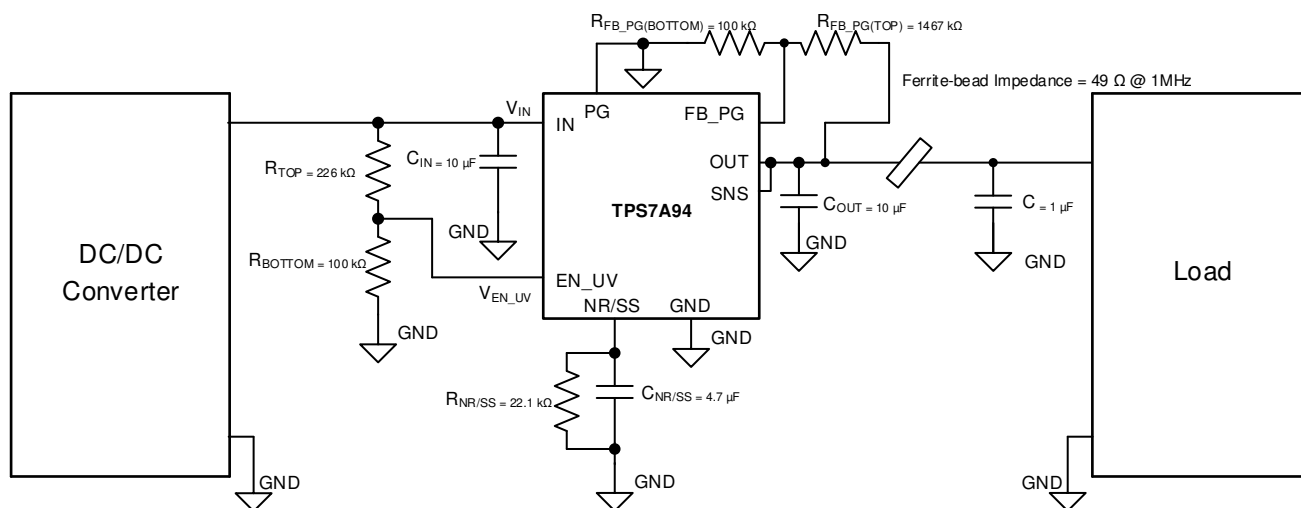 R_FB_PG(BOTTOM) = 100 kΩ
R_FB_PG(TOP) = 1467 kΩ
Ferrite-bead Impedance = 49 Ω @ 1MHz
V_IN
IN
PG
FB_PG
C_IN = 10 µF
R_TOP = 226 kΩ
OUT
SNS
TPS7A94
C_OUT = 10 µF
C = 1 µF
GND
GND
GND
DC/DC
Converter
R_BOTTOM = 100 kΩ
EN_UV
V_EN_UV
Load
NR/SS
GND
GND
GND
R_NR/SS = 22.1 kΩ
C_NR/SS = 4.7 µF
GND
GND
GND